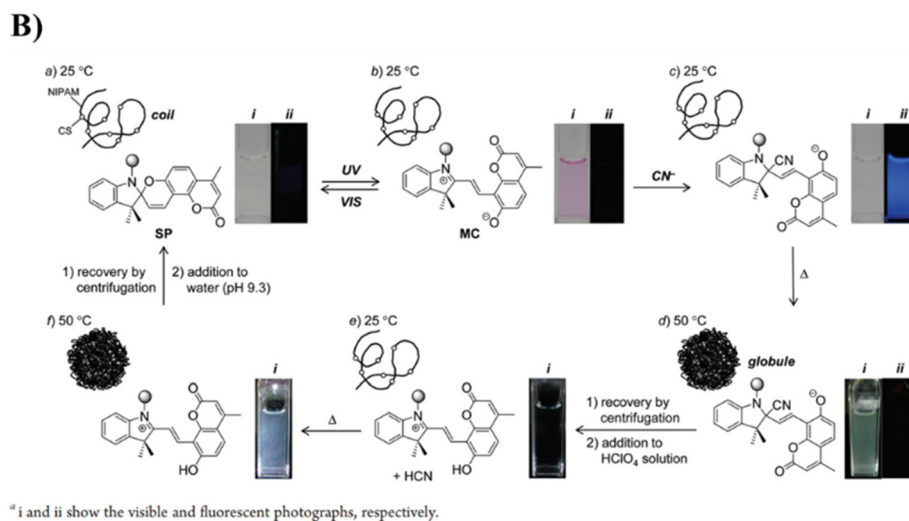 B)
a) 25 °C
NIPAM
CS
coil
i ii
N
O
O
O
SP
UV
VIS
b) 25 °C
i ii
N
⊕
O
O
O
⊖
MC
CN⁻
c) 25 °C
i ii
N
CN
O
⊖
O
O
Δ
1) recovery by
centrifugation
2) addition to
water (pH 9.3)
f) 50 °C
i
N
⊕
O
O
HO
Δ
e) 25 °C
i
N
⊕
O
O
HO
+ HCN
1) recovery by
centrifugation
2) addition to
HClO₄ solution
d) 50 °C
globule
i ii
N
CN
O
⊖
O
O
ᵃ i and ii show the visible and fluorescent photographs, respectively.